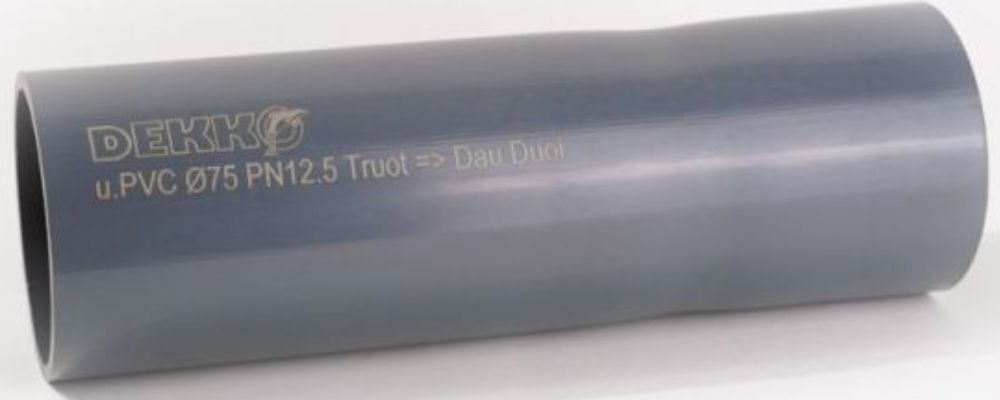 DEKKO
u.PVC Ø75 PN12.5 Truot => Dau Duoi